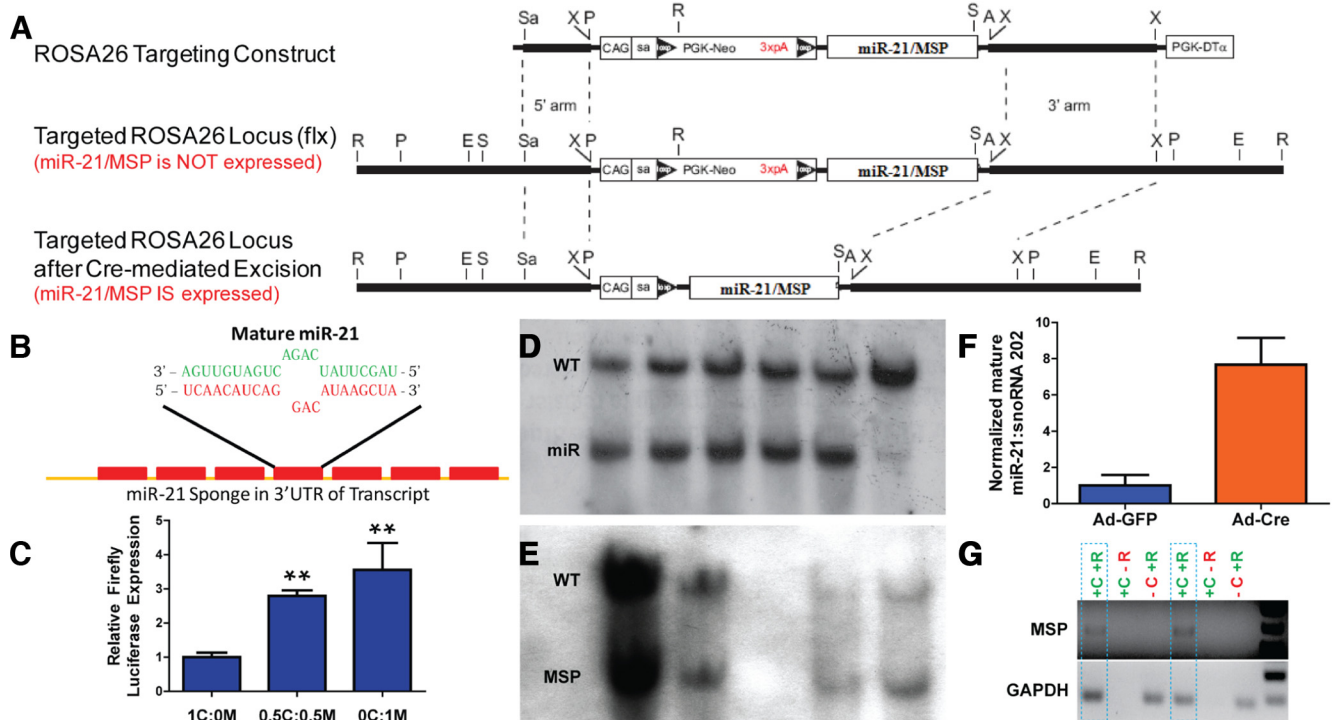 A
ROSA26 Targeting Construct
Sa X P R S A X X
CAG sa loxp PGK-Neo 3xpA loxp miR-21/MSP PGK-DTα
5' arm 3' arm
Targeted ROSA26 Locus (flx)
(miR-21/MSP is NOT expressed)
R P E S Sa X P R S A X X P E R
CAG sa loxp PGK-Neo 3xpA loxp miR-21/MSP
Targeted ROSA26 Locus
after Cre-mediated Excision
(miR-21/MSP IS expressed)
R P E S Sa X P S A X X P E R
CAG sa loxp miR-21/MSP
B
Mature miR-21
AGAC
3' – AGUUGUAGUC UAUUCGAU - 5'
5' – UCAACAUCAG AUAAGCUA - 3'
GAC
miR-21 Sponge in 3'UTR of Transcript
C
Relative Firefly
Luciferase Expression
5
4
3
2
1
0
**
**
1C:0M 0.5C:0.5M 0C:1M
D
WT
miR
E
WT
MSP
F
Normalized mature
miR-21:snoRNA 202
10
8
6
4
2
0
Ad-GFP Ad-Cre
G
+C +R
+C - R
- C +R
+C +R
+C - R
- C +R
MSP
GAPDH